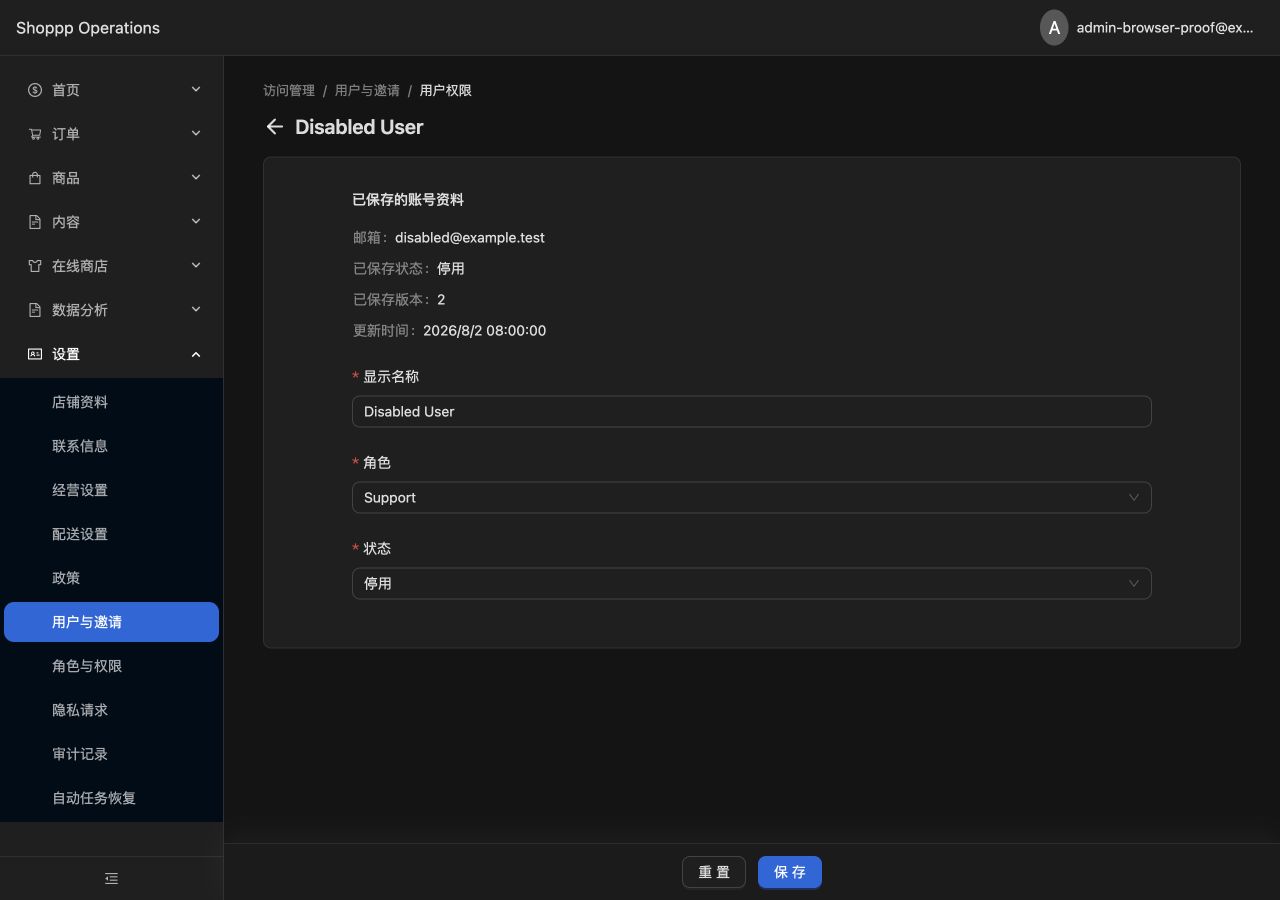 Shoppp Operations
A
admin-browser-proof@ex...
首页
订单
商品
内容
在线商店
数据分析
设置
店铺资料
联系信息
经营设置
配送设置
政策
用户与邀请
角色与权限
隐私请求
审计记录
自动任务恢复
访问管理 / 用户与邀请 / 用户权限
Disabled User
已保存的账号资料
邮箱： disabled@example.test
已保存状态： 停用
已保存版本： 2
更新时间： 2026/8/2 08:00:00
* 显示名称
Disabled User
* 角色
Support
* 状态
停用
重 置
保 存